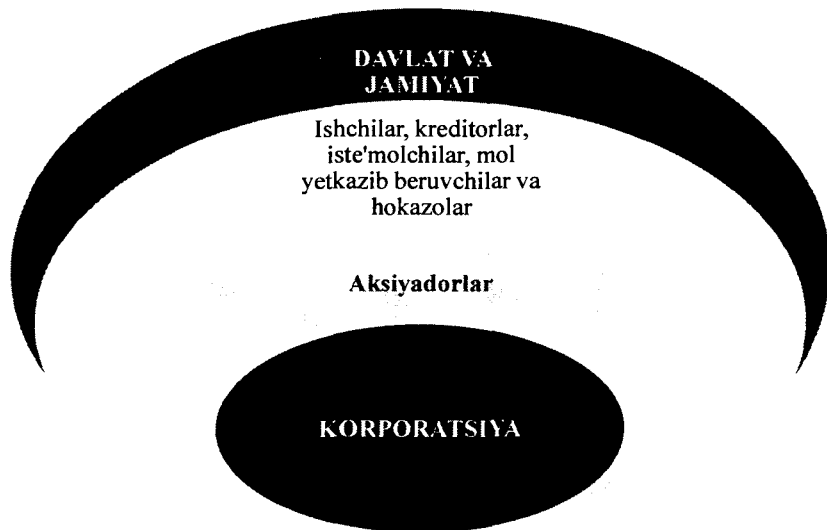 DAVLAT VA
JAMIYAT
Ishchilar, kreditorlar,
iste'molchilar, mol
yetkazib beruvchilar va
hokazolar
Aksiyadorlar
KORPORATSIYA